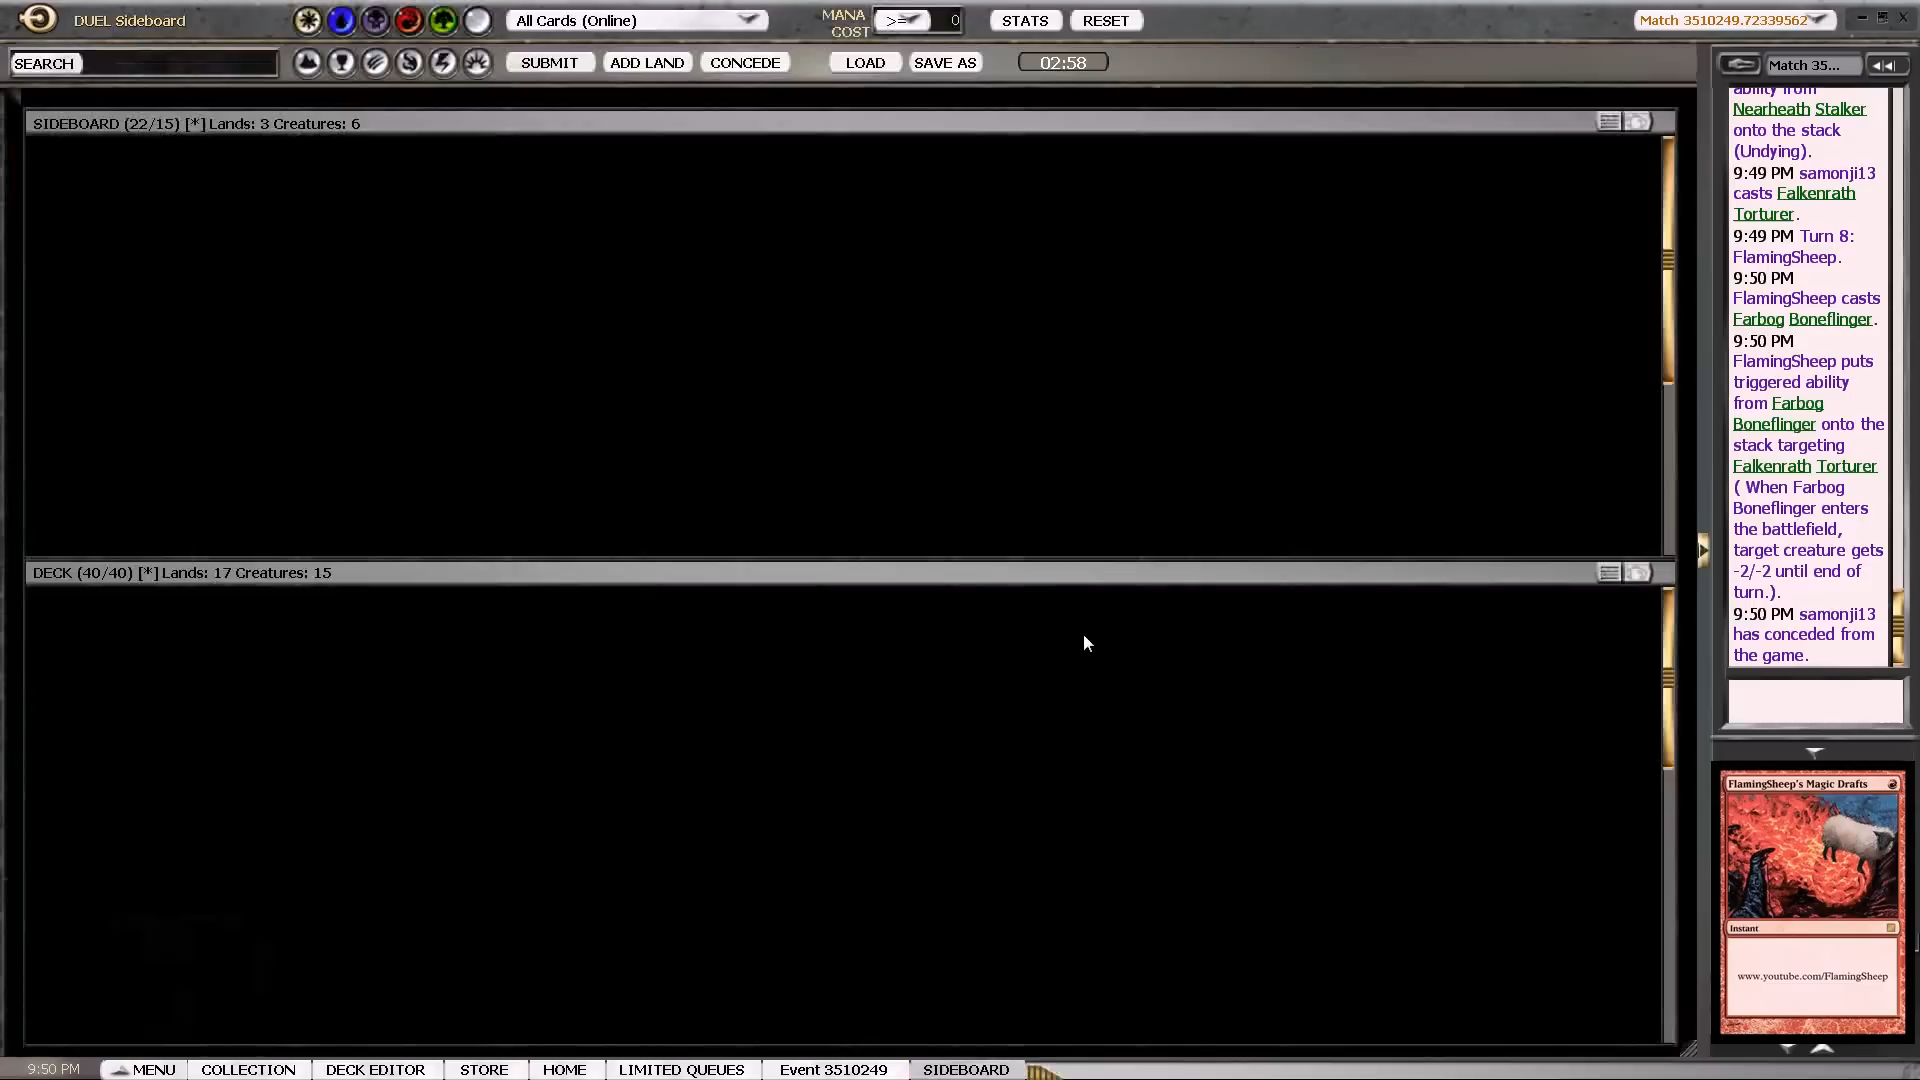 DUEL Sideboard
All Cards (Online)
MANA
COST
>=
0
STATS
RESET
Match 3510249.72339562
SEARCH
SUBMIT
ADD LAND
CONCEDE
LOAD
SAVE AS
02:58
Match 35...
SIDEBOARD (22/15) [*] Lands: 3 Creatures: 6
DECK (40/40) [*] Lands: 17 Creatures: 15
ability from
Nearheath Stalker
onto the stack
(Undying).
9:49 PM samonji13
casts Falkenrath
Torturer.
9:49 PM Turn 8:
FlamingSheep.
9:50 PM
FlamingSheep casts
Farbog Boneflinger.
9:50 PM
FlamingSheep puts
triggered ability
from Farbog
Boneflinger onto the
stack targeting
Falkenrath Torturer
( When Farbog
Boneflinger enters
the battlefield,
target creature gets
-2/-2 until end of
turn.).
9:50 PM samonji13
has conceded from
the game.
FlamingSheep's Magic Drafts
Instant
www.youtube.com/FlamingSheep
9:50 PM
MENU
COLLECTION
DECK EDITOR
STORE
HOME
LIMITED QUEUES
Event 3510249
SIDEBOARD